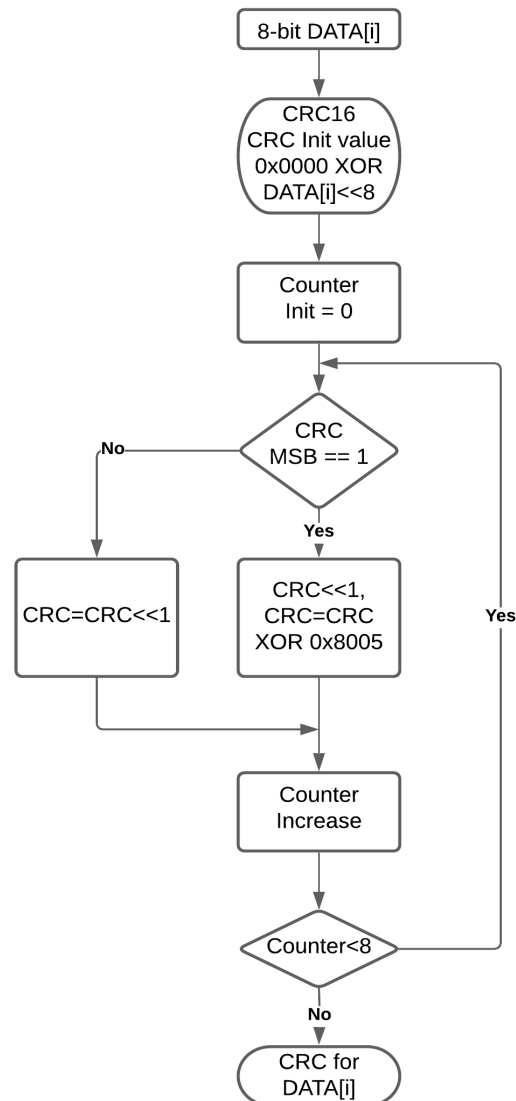 8-bit DATA[i]
CRC16
CRC Init value
0x0000 XOR
DATA[i]<<8
Counter
Init = 0
CRC
MSB == 1
No
Yes
CRC=CRC<<1
CRC<<1,
CRC=CRC
XOR 0x8005
Yes
Counter
Increase
Counter<8
No
CRC for
DATA[i]